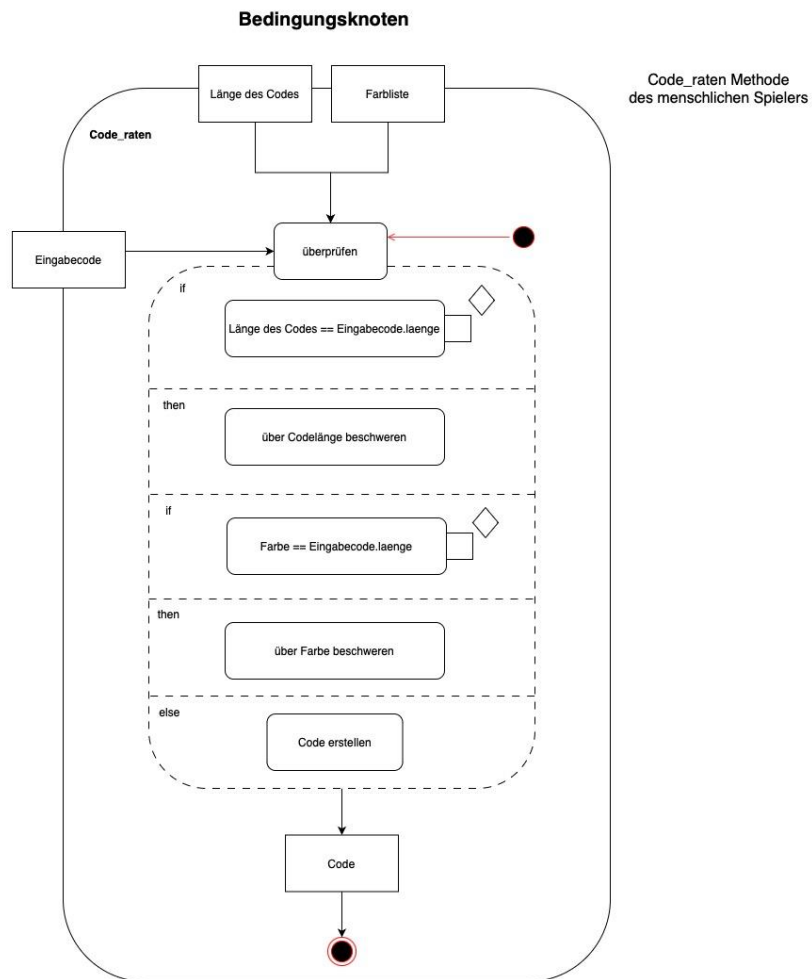 Bedingungsknoten
Länge des Codes
Farbliste
Code_raten Methode
des menschlichen Spielers
Code_raten
Eingabecode
überprüfen
if
Länge des Codes == Eingabecode.laenge
then
über Codelänge beschweren
if
Farbe == Eingabecode.laenge
then
über Farbe beschweren
else
Code erstellen
Code